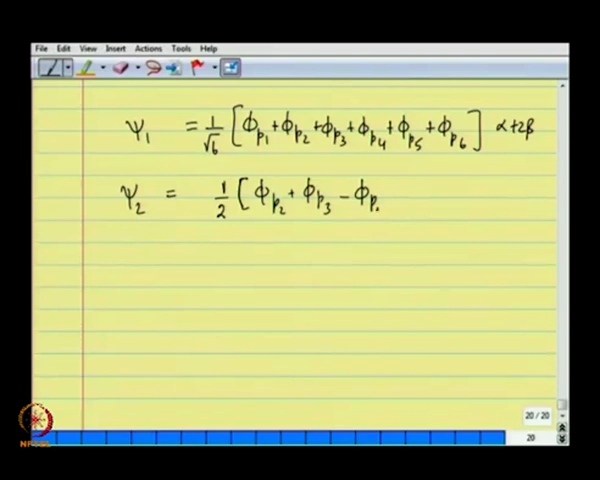 File Edit View Insert Actions Tools Help
ψ₁ = 1/√6 [ϕp₁ + ϕp₂ + ϕp₃ + ϕp₄ + ϕp₅ + ϕp₆] α+2β
ψ₂ = 1/2 [ϕp₂ + ϕp₃ − ϕp
20/20
20
NPTEL